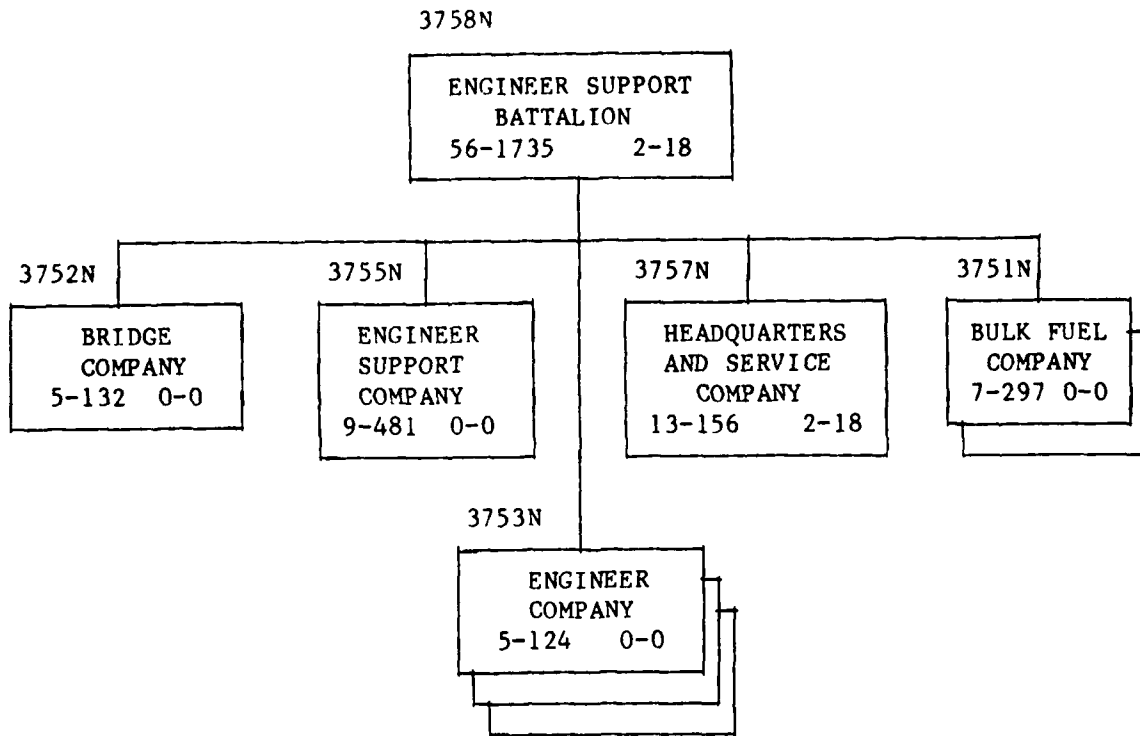 3758N
ENGINEER SUPPORT
BATTALION
56-1735 2-18
3752N
BRIDGE
COMPANY
5-132 0-0
3755N
ENGINEER
SUPPORT
COMPANY
9-481 0-0
3757N
HEADQUARTERS
AND SERVICE
COMPANY
13-156 2-18
3751N
BULK FUEL
COMPANY
7-297 0-0
3753N
ENGINEER
COMPANY
5-124 0-0